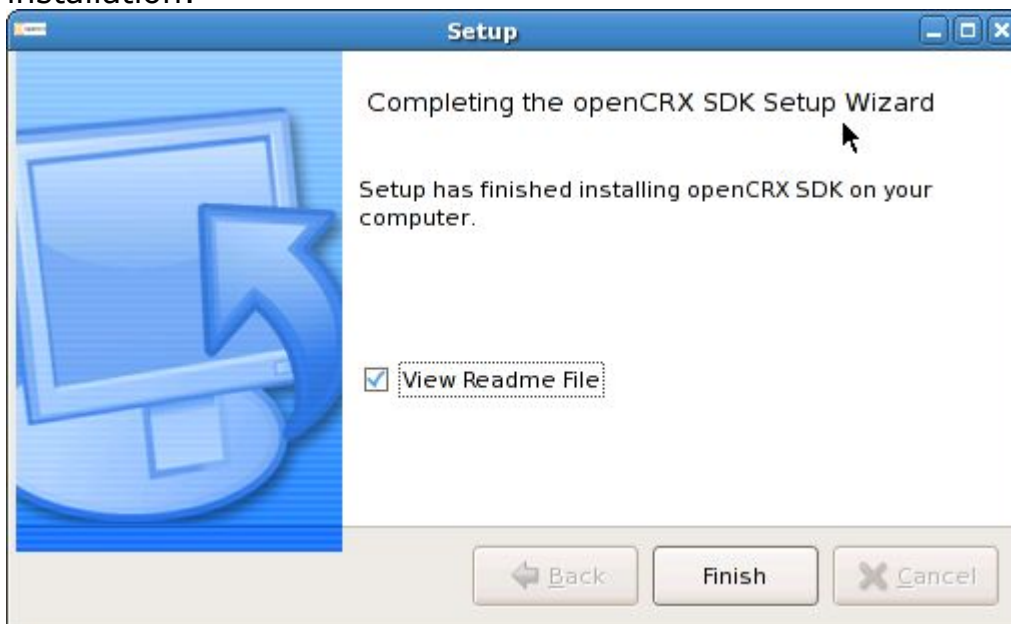 installation.
Setup
Completing the openCRX SDK Setup Wizard
Setup has finished installing openCRX SDK on your
computer.
View Readme File
Back
Finish
Cancel